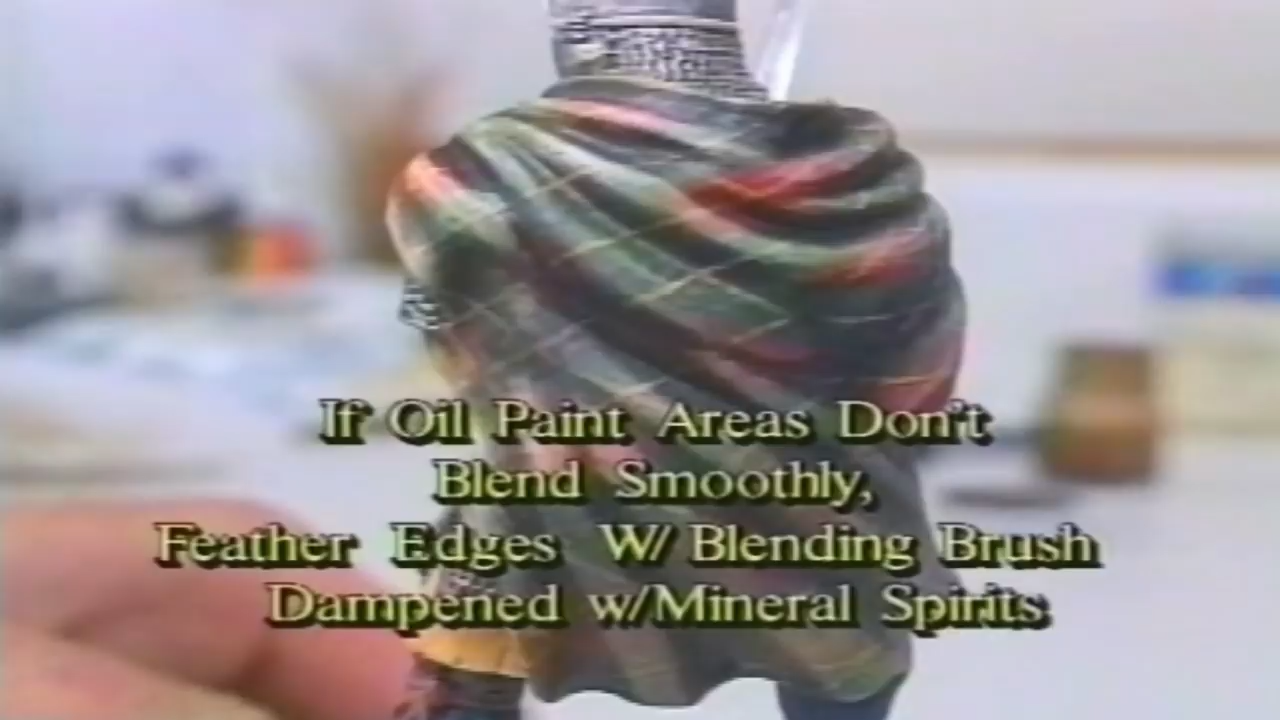 If Oil Paint Areas Don't
Blend Smoothly,
Feather Edges W/ Blending Brush
Dampened w/Mineral Spirits